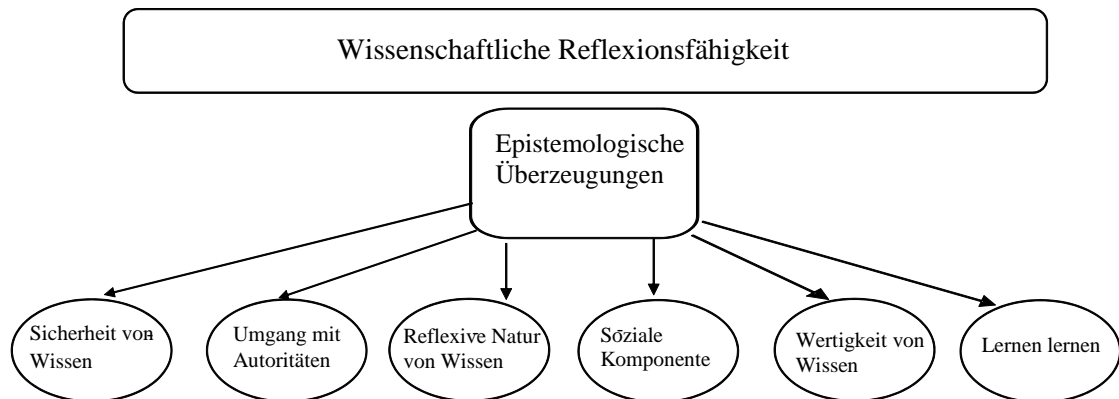 Wissenschaftliche Reflexionsfähigkeit
Epistemologische
Überzeugungen
Sicherheit von
Wissen
Umgang mit
Autoritäten
Reflexive Natur
von Wissen
Soziale
Komponente
Wertigkeit von
Wissen
Lernen lernen